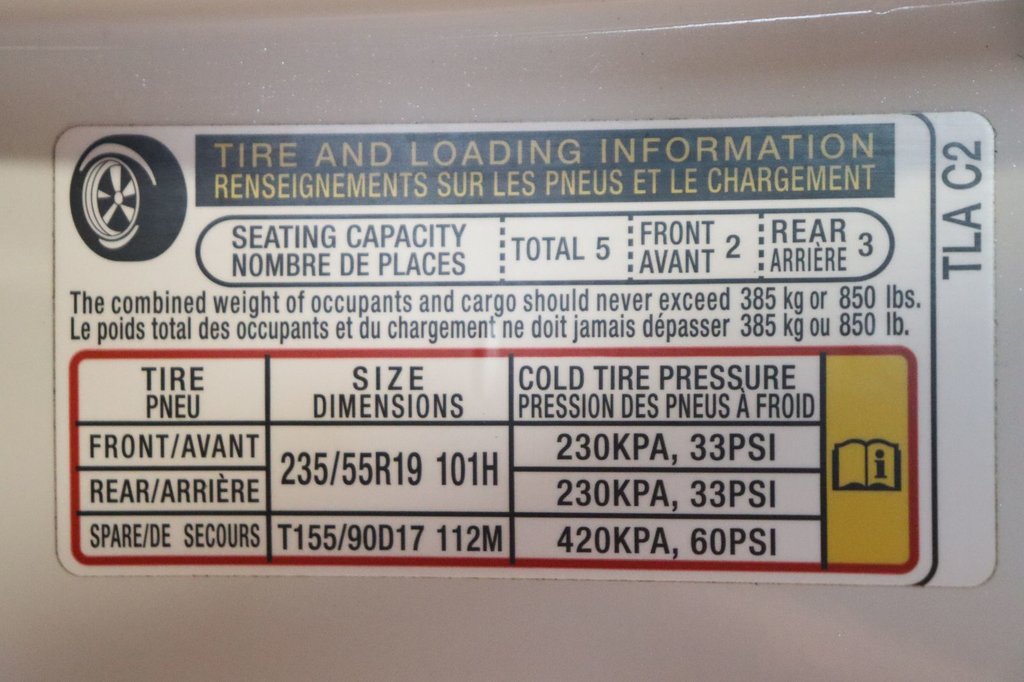 TIRE AND LOADING INFORMATION
RENSEIGNEMENTS SUR LES PNEUS ET LE CHARGEMENT
SEATING CAPACITY
NOMBRE DE PLACES
TOTAL 5
FRONT
AVANT 2
REAR
ARRIÈRE 3
The combined weight of occupants and cargo should never exceed 385 kg or 850 lbs.
Le poids total des occupants et du chargement ne doit jamais dépasser 385 kg ou 850 lb.
TIRE
PNEU
SIZE
DIMENSIONS
COLD TIRE PRESSURE
PRESSION DES PNEUS À FROID
FRONT/AVANT
235/55R19 101H
230KPA, 33PSI
REAR/ARRIÈRE
230KPA, 33PSI
SPARE/DE SECOURS
T155/90D17 112M
420KPA, 60PSI
i
TLA C2